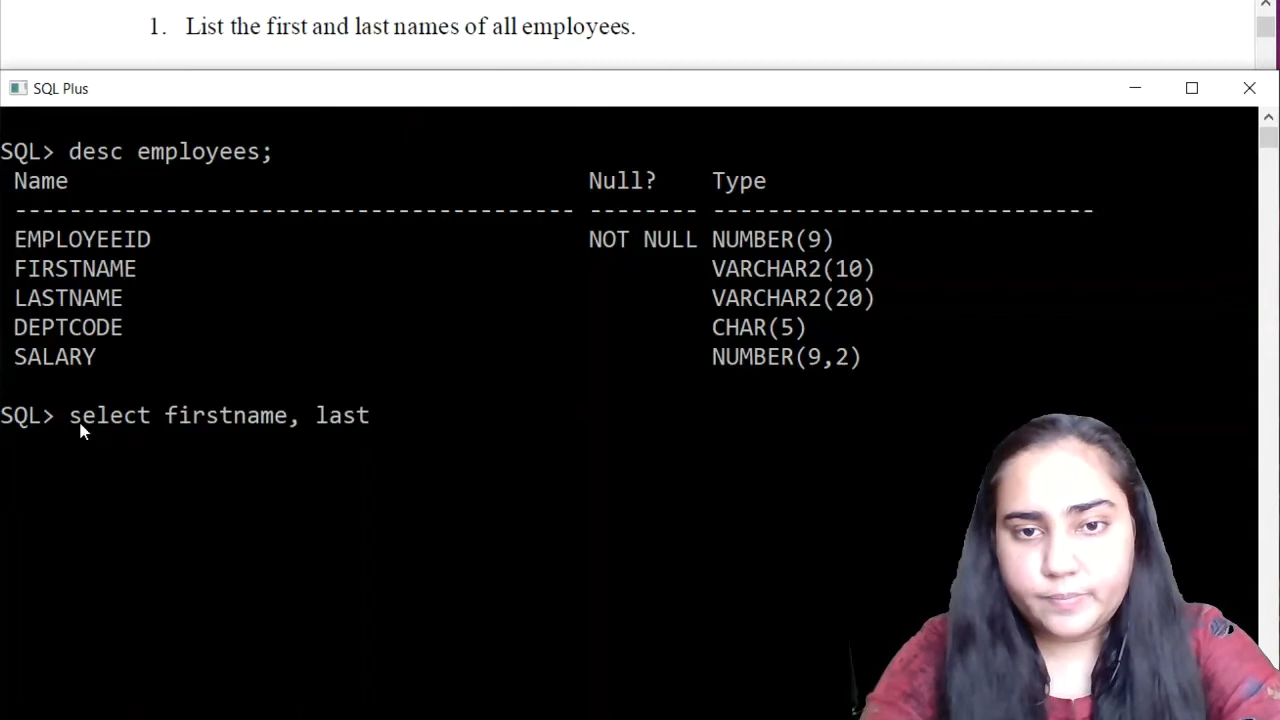 1. List the first and last names of all employees.
SQL Plus
SQL> desc employees;
Name Null? Type
----------------------------------------- -------- ----------------------------
EMPLOYEEID NOT NULL NUMBER(9)
FIRSTNAME VARCHAR2(10)
LASTNAME VARCHAR2(20)
DEPTCODE CHAR(5)
SALARY NUMBER(9,2)
SQL> select firstname, last